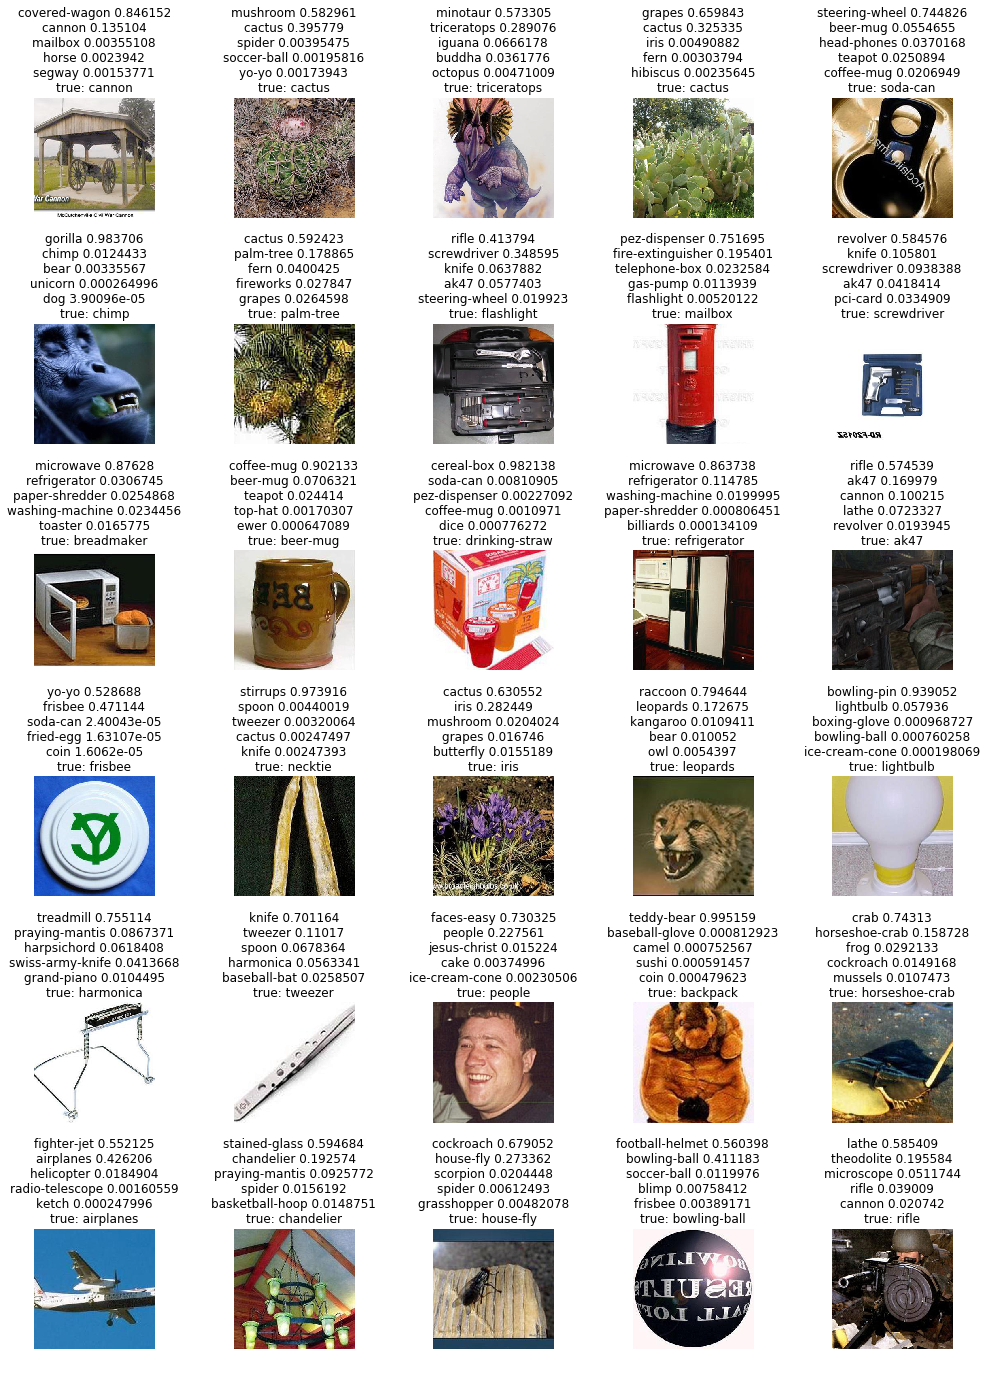 covered-wagon 0.846152
cannon 0.135104
mailbox 0.00355108
horse 0.0023942
segway 0.00153771
true: cannon
mushroom 0.582961
cactus 0.395779
spider 0.00395475
soccer-ball 0.00195816
yo-yo 0.00173943
true: cactus
minotaur 0.573305
triceratops 0.289076
iguana 0.0666178
buddha 0.0361776
octopus 0.00471009
true: triceratops
grapes 0.659843
cactus 0.325335
iris 0.00490882
fern 0.00303794
hibiscus 0.00235645
true: cactus
steering-wheel 0.744826
beer-mug 0.0554655
head-phones 0.0370168
teapot 0.0250894
coffee-mug 0.0206949
true: soda-can
War Cannon
McCutchenville Civil War Cannon
Acclaim
gorilla 0.983706
chimp 0.0124433
bear 0.00335567
unicorn 0.000264996
dog 3.90096e-05
true: chimp
cactus 0.592423
palm-tree 0.178865
fern 0.0400425
fireworks 0.027847
grapes 0.0264598
true: palm-tree
rifle 0.413794
screwdriver 0.348595
knife 0.0637882
ak47 0.0577403
steering-wheel 0.019923
true: flashlight
pez-dispenser 0.751695
fire-extinguisher 0.195401
telephone-box 0.0232584
gas-pump 0.0113939
flashlight 0.00520122
true: mailbox
revolver 0.584576
knife 0.105801
screwdriver 0.0938388
ak47 0.0418414
pci-card 0.0334909
true: screwdriver
RD-F2015Z
microwave 0.87628
refrigerator 0.0306745
paper-shredder 0.0254868
washing-machine 0.0234456
toaster 0.0165775
true: breadmaker
coffee-mug 0.902133
beer-mug 0.0706321
teapot 0.024414
top-hat 0.00170307
ewer 0.000647089
true: beer-mug
cereal-box 0.982138
soda-can 0.00810905
pez-dispenser 0.00227092
coffee-mug 0.0010971
dice 0.000776272
true: drinking-straw
microwave 0.863738
refrigerator 0.114785
washing-machine 0.0199995
paper-shredder 0.000806451
billiards 0.000134109
true: refrigerator
rifle 0.574539
ak47 0.169979
cannon 0.100215
lathe 0.0723327
revolver 0.0193945
true: ak47
BEER
12
yo-yo 0.528688
frisbee 0.471144
soda-can 2.40043e-05
fried-egg 1.63107e-05
coin 1.6062e-05
true: frisbee
stirrups 0.973916
spoon 0.00440019
tweezer 0.00320064
cactus 0.00247497
knife 0.00247393
true: necktie
cactus 0.630552
iris 0.282449
mushroom 0.0204024
grapes 0.016746
butterfly 0.0155189
true: iris
raccoon 0.794644
leopards 0.172675
kangaroo 0.0109411
bear 0.010052
owl 0.0054397
true: leopards
bowling-pin 0.939052
lightbulb 0.057936
boxing-glove 0.000968727
bowling-ball 0.000760258
ice-cream-cone 0.000198069
true: lightbulb
treadmill 0.755114
praying-mantis 0.0867371
harpsichord 0.0618408
swiss-army-knife 0.0413668
grand-piano 0.0104495
true: harmonica
knife 0.701164
tweezer 0.11017
spoon 0.0678364
harmonica 0.0563341
baseball-bat 0.0258507
true: tweezer
faces-easy 0.730325
people 0.227561
jesus-christ 0.015224
cake 0.00374996
ice-cream-cone 0.00230506
true: people
teddy-bear 0.995159
baseball-glove 0.000812923
camel 0.000752567
sushi 0.000591457
coin 0.000479623
true: backpack
crab 0.74313
horseshoe-crab 0.158728
frog 0.0292133
cockroach 0.0149168
mussels 0.0107473
true: horseshoe-crab
fighter-jet 0.552125
airplanes 0.426206
helicopter 0.0184904
radio-telescope 0.00160559
ketch 0.000247996
true: airplanes
stained-glass 0.594684
chandelier 0.192574
praying-mantis 0.0925772
spider 0.0156192
basketball-hoop 0.0148751
true: chandelier
cockroach 0.679052
house-fly 0.273362
scorpion 0.0204448
spider 0.00612493
grasshopper 0.00482078
true: house-fly
football-helmet 0.560398
bowling-ball 0.411183
soccer-ball 0.0119976
blimp 0.00758412
frisbee 0.00389171
true: bowling-ball
lathe 0.585409
theodolite 0.195584
microscope 0.0511744
rifle 0.039009
cannon 0.020742
true: rifle
BOWLING
RESULTS
BALL LOFT